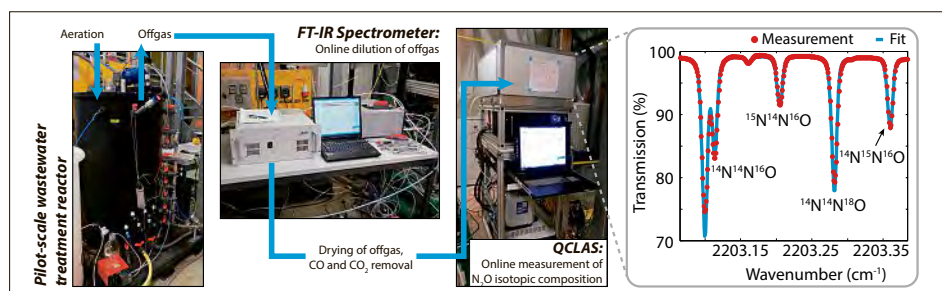 Aeration
Offgas
FT-IR Spectrometer:
Online dilution of offgas
Pilot-scale wastewater
treatment reactor
Drying of offgas,
CO and CO₂ removal
QCLAS:
Online measurement of
N₂O isotopic composition
Measurement
Fit
100
90
80
70
Transmission (%)
¹⁵N¹⁴N¹⁶O
¹⁴N¹⁵N¹⁶O
¹⁴N¹⁴N¹⁶O
¹⁴N¹⁴N¹⁸O
2203.15
2203.25
2203.35
Wavenumber (cm⁻¹)